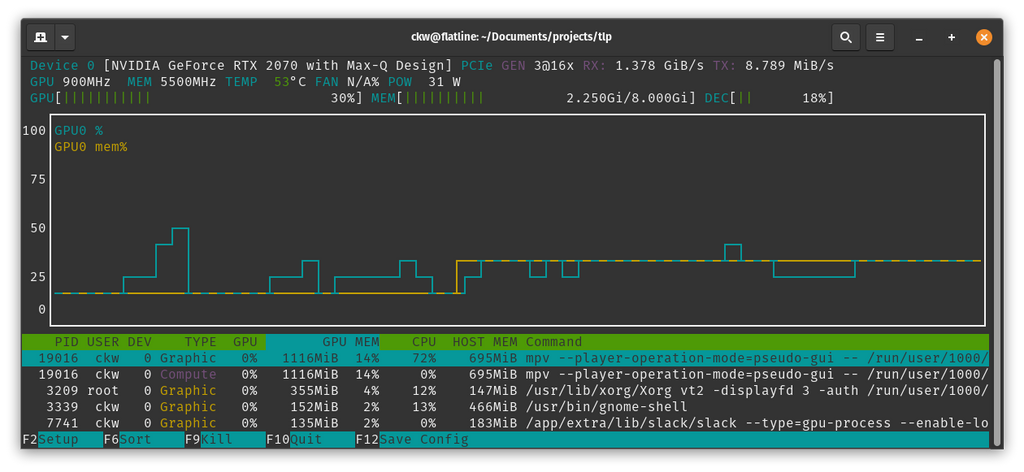 ckw@flatline: ~/Documents/projects/tlp
Device 0 [NVIDIA GeForce RTX 2070 with Max-Q Design] PCIe GEN 3@16x RX: 1.378 GiB/s TX: 8.789 MiB/s
GPU 900MHz MEM 5500MHz TEMP 53°C FAN N/A% POW 31 W
GPU[||||||||||| 30%] MEM[|||||||||| 2.250Gi/8.000Gi] DEC[|| 18%]
100
GPU0 %
GPU0 mem%
75
50
25
0
PID USER DEV TYPE GPU GPU MEM CPU HOST MEM Command
19016 ckw 0 Graphic 0% 1116MiB 14% 72% 695MiB mpv --player-operation-mode=pseudo-gui -- /run/user/1000/
19016 ckw 0 Compute 0% 1116MiB 14% 0% 695MiB mpv --player-operation-mode=pseudo-gui -- /run/user/1000/
3209 root 0 Graphic 0% 355MiB 4% 12% 147MiB /usr/lib/xorg/Xorg vt2 -displayfd 3 -auth /run/user/1000/
3339 ckw 0 Graphic 0% 152MiB 2% 13% 466MiB /usr/bin/gnome-shell
7741 ckw 0 Graphic 0% 135MiB 2% 0% 183MiB /app/extra/lib/slack/slack --type=gpu-process --enable-lo
F2Setup F6Sort F9Kill F10Quit F12Save Config